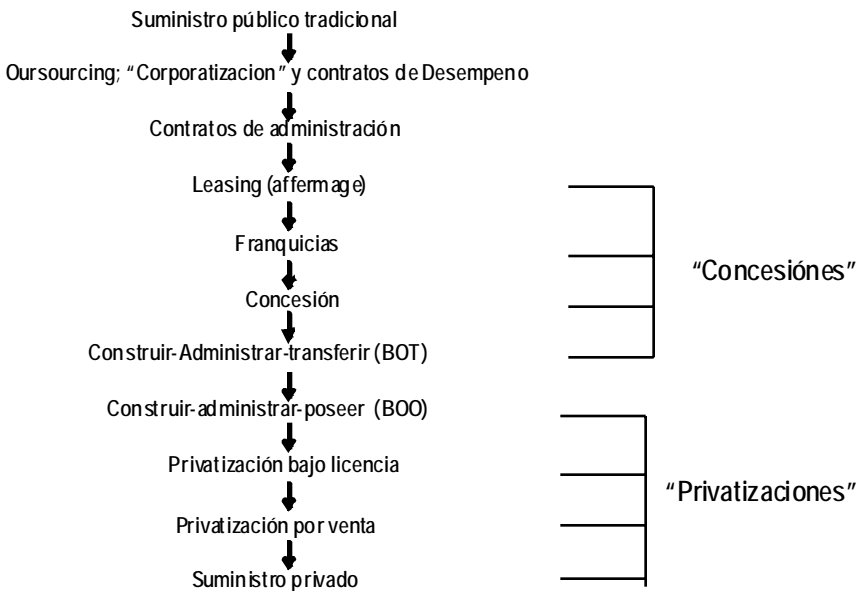 Suministro público tradicional
Oursourcing; “Corporatizacion” y contratos de Desempeno
Contratos de administración
Leasing (affermage)
Franquicias
Concesión
Construir-Administrar-transferir (BOT)
Construir-administrar-poseer (BOO)
Privatización bajo licencia
Privatización por venta
Suministro privado
“Concesiónes”
“Privatizaciones”